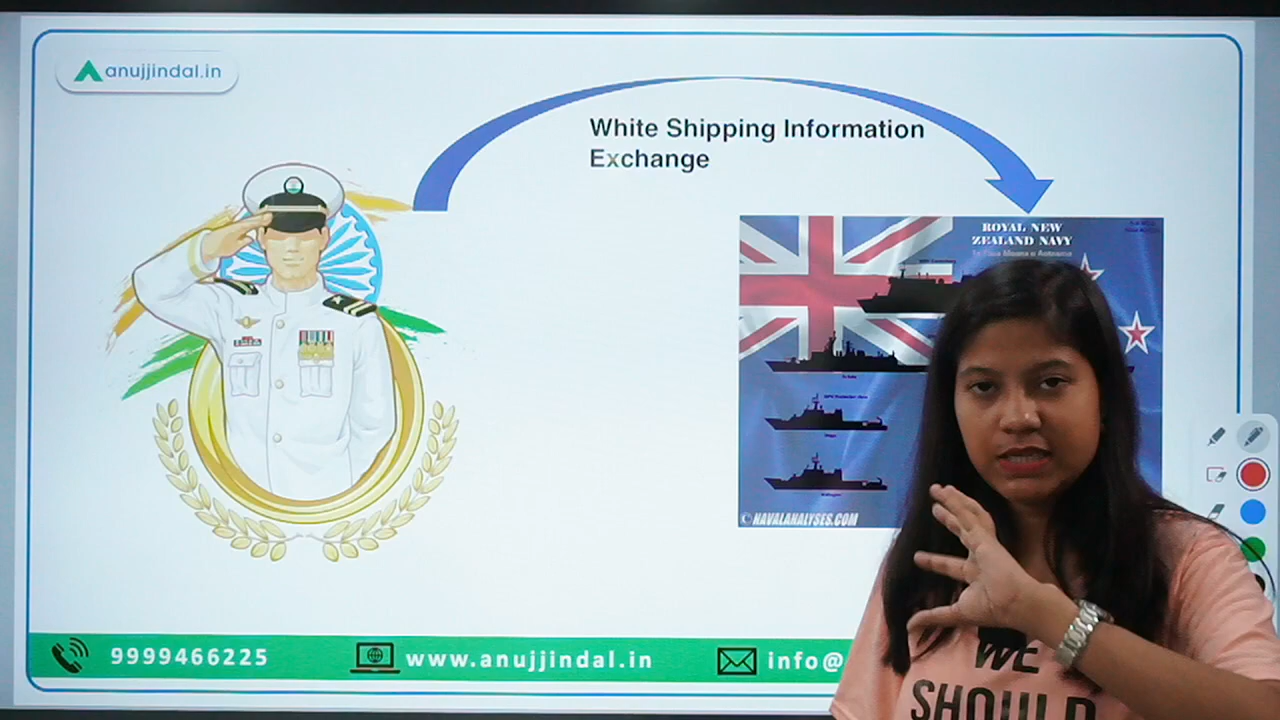 anujjindal.in
White Shipping Information
Exchange
ROYAL NEW
ZEALAND NAVY
© NAVALANALYSES.COM
9999466225
www.anujjindal.in
info@
WE
SHOULD